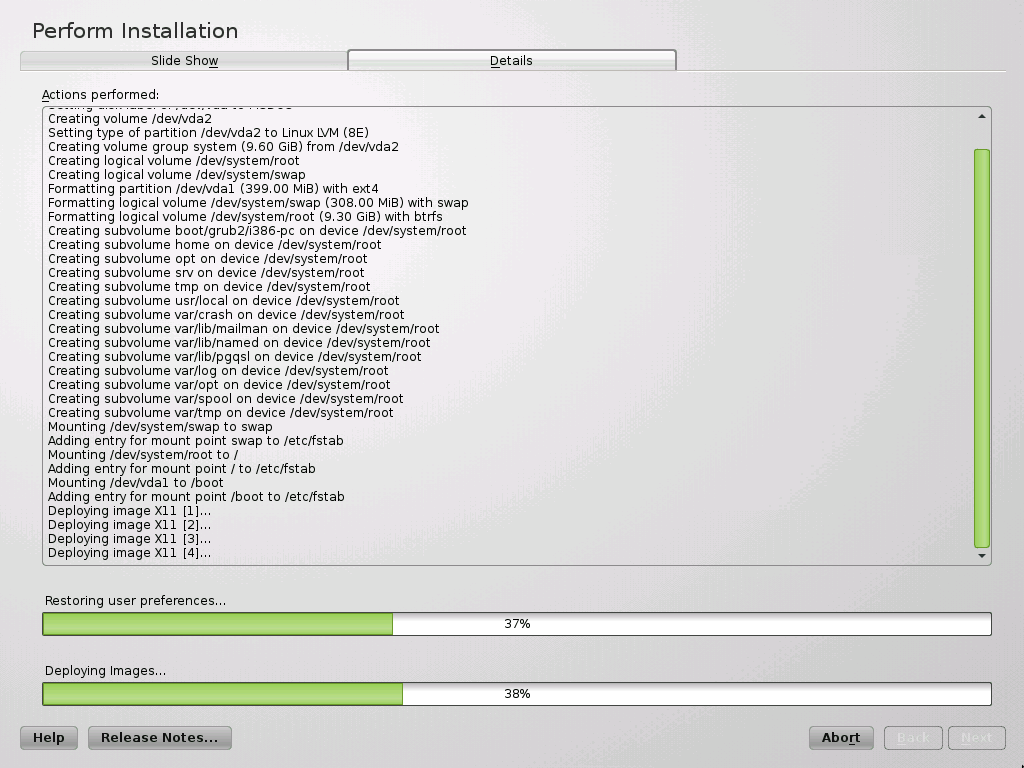 Perform Installation
Slide Show
Details
Actions performed:
Setting disk label of /dev/vda to MSDOS
Creating volume /dev/vda2
Setting type of partition /dev/vda2 to Linux LVM (8E)
Creating volume group system (9.60 GiB) from /dev/vda2
Creating logical volume /dev/system/root
Creating logical volume /dev/system/swap
Formatting partition /dev/vda1 (399.00 MiB) with ext4
Formatting logical volume /dev/system/swap (308.00 MiB) with swap
Formatting logical volume /dev/system/root (9.30 GiB) with btrfs
Creating subvolume boot/grub2/i386-pc on device /dev/system/root
Creating subvolume home on device /dev/system/root
Creating subvolume opt on device /dev/system/root
Creating subvolume srv on device /dev/system/root
Creating subvolume tmp on device /dev/system/root
Creating subvolume usr/local on device /dev/system/root
Creating subvolume var/crash on device /dev/system/root
Creating subvolume var/lib/mailman on device /dev/system/root
Creating subvolume var/lib/named on device /dev/system/root
Creating subvolume var/lib/pgqsl on device /dev/system/root
Creating subvolume var/log on device /dev/system/root
Creating subvolume var/opt on device /dev/system/root
Creating subvolume var/spool on device /dev/system/root
Creating subvolume var/tmp on device /dev/system/root
Mounting /dev/system/swap to swap
Adding entry for mount point swap to /etc/fstab
Mounting /dev/system/root to /
Adding entry for mount point / to /etc/fstab
Mounting /dev/vda1 to /boot
Adding entry for mount point /boot to /etc/fstab
Deploying image X11 [1]...
Deploying image X11 [2]...
Deploying image X11 [3]...
Deploying image X11 [4]...
Restoring user preferences...
37%
Deploying Images...
38%
Help
Release Notes...
Abort
Back
Next